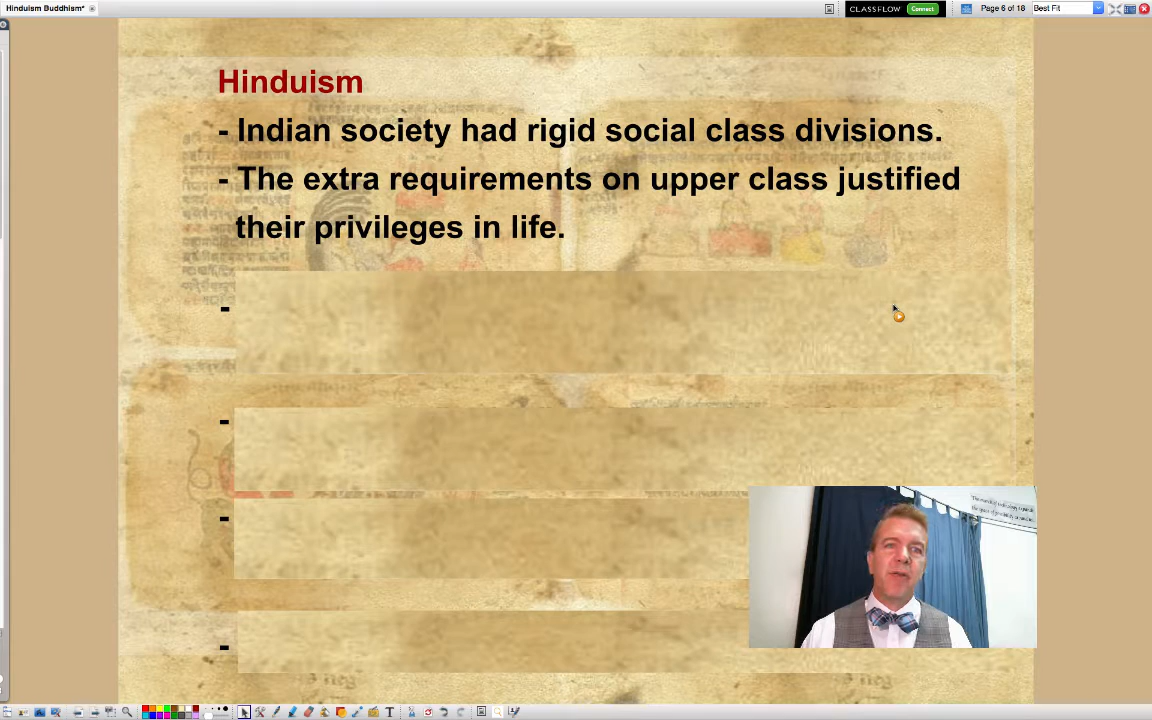 Hinduism Buddhism*
CLASSFLOW Connect
Page 6 of 18
Best Fit
Hinduism
- Indian society had rigid social class divisions.
- The extra requirements on upper class justified
their privileges in life.
-
-
-
-